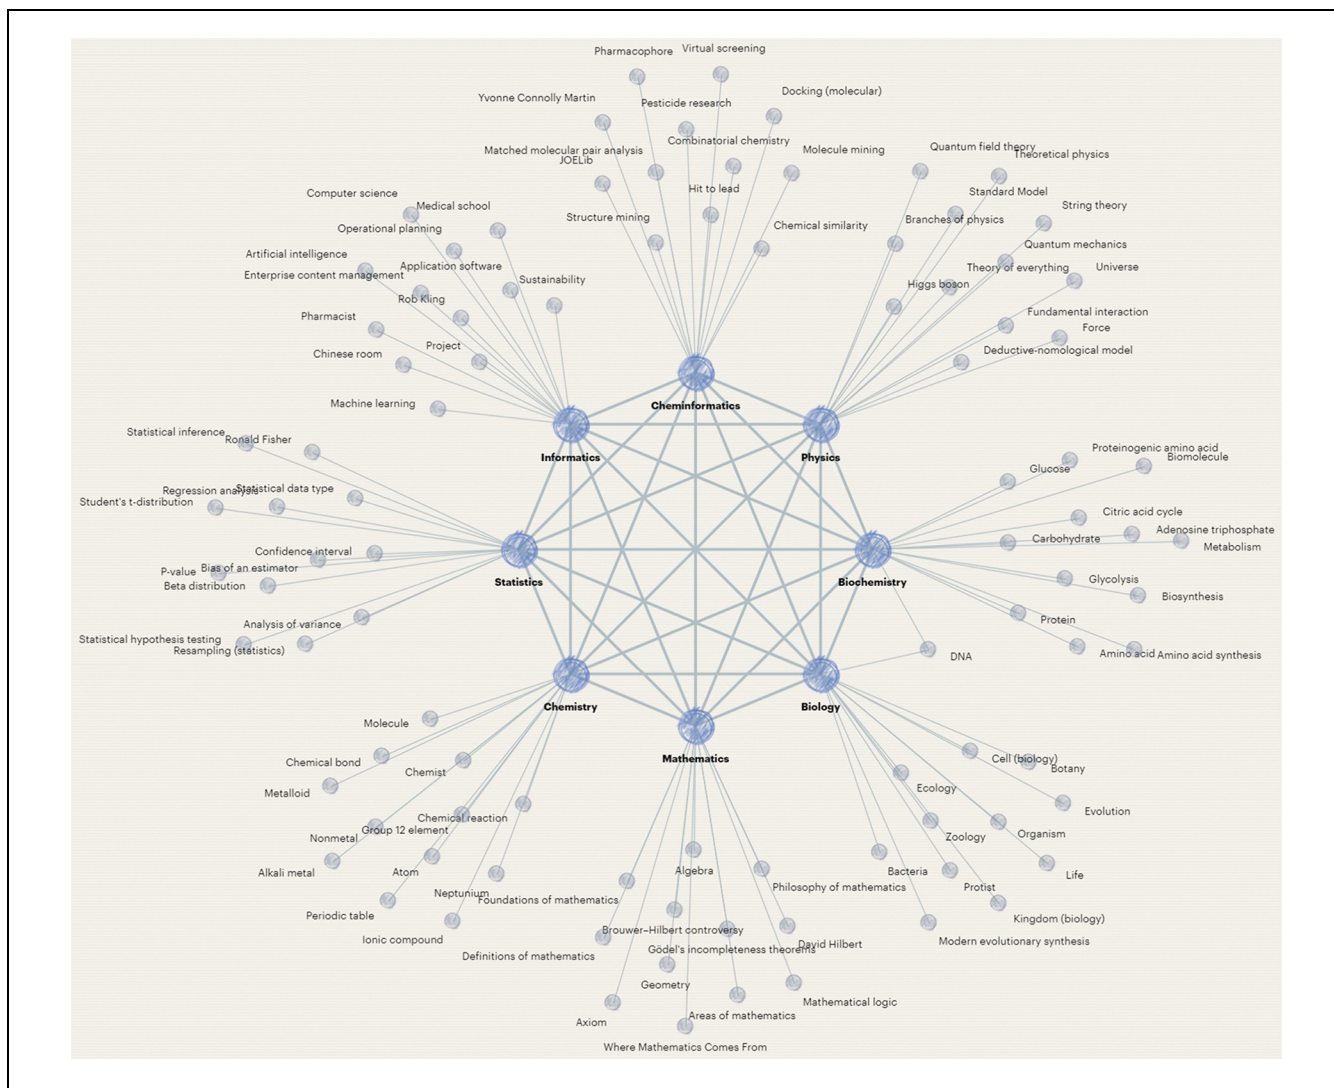 Pharmacophore
Virtual screening
Yvonne Connolly Martin
Pesticide research
Docking (molecular)
Matched molecular pair analysis
JOELib
Combinatorial chemistry
Molecule mining
Hit to lead
Structure mining
Chemical similarity
Cheminformatics
Quantum field theory
Theoretical physics
Standard Model
Branches of physics
String theory
Quantum mechanics
Theory of everything
Universe
Higgs boson
Fundamental interaction
Force
Deductive-nomological model
Physics
Computer science
Medical school
Operational planning
Artificial intelligence
Enterprise content management
Application software
Sustainability
Rob Kling
Pharmacist
Project
Chinese room
Machine learning
Informatics
Statistical inference
Ronald Fisher
Regression analysis
Statistical data type
Student's t-distribution
Confidence interval
P-value
Bias of an estimator
Beta distribution
Statistics
Analysis of variance
Statistical hypothesis testing
Resampling (statistics)
Proteinogenic amino acid
Biomolecule
Glucose
Citric acid cycle
Adenosine triphosphate
Carbohydrate
Metabolism
Glycolysis
Biosynthesis
Biochemistry
Protein
Amino acid
Amino acid synthesis
DNA
Chemistry
Biology
Molecule
Chemical bond
Chemist
Metalloid
Chemical reaction
Nonmetal
Group 12 element
Alkali metal
Atom
Neptunium
Periodic table
Ionic compound
Mathematics
Algebra
Foundations of mathematics
Philosophy of mathematics
Brouwer–Hilbert controversy
David Hilbert
Gödel's incompleteness theorems
Definitions of mathematics
Geometry
Mathematical logic
Areas of mathematics
Axiom
Where Mathematics Comes From
Cell (biology)
Botany
Ecology
Evolution
Zoology
Organism
Bacteria
Life
Protist
Kingdom (biology)
Modern evolutionary synthesis